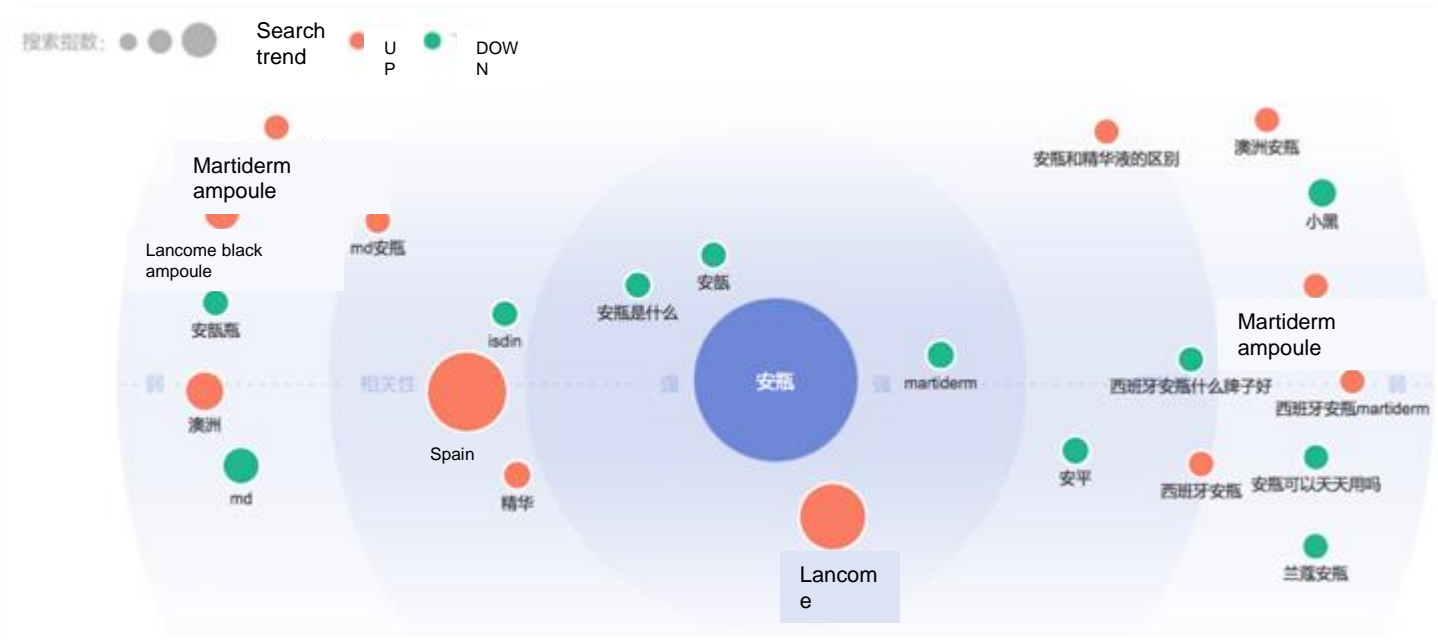 搜索指数:
Search
trend
U
P
DOW
N
Martiderm
ampoule
Lancome black
ampoule
md安瓶
安瓿瓶
澳洲
md
isdin
Spain
精华
安瓶是什么
安瓿
安瓶
弱
相关性
强
强
弱
martiderm
Lancom
e
安瓶和精华液的区别
澳洲安瓶
小黑
Martiderm
ampoule
西班牙安瓶什么牌子好
西班牙安瓶martiderm
安平
西班牙安瓶
安瓶可以天天用吗
兰蔻安瓶